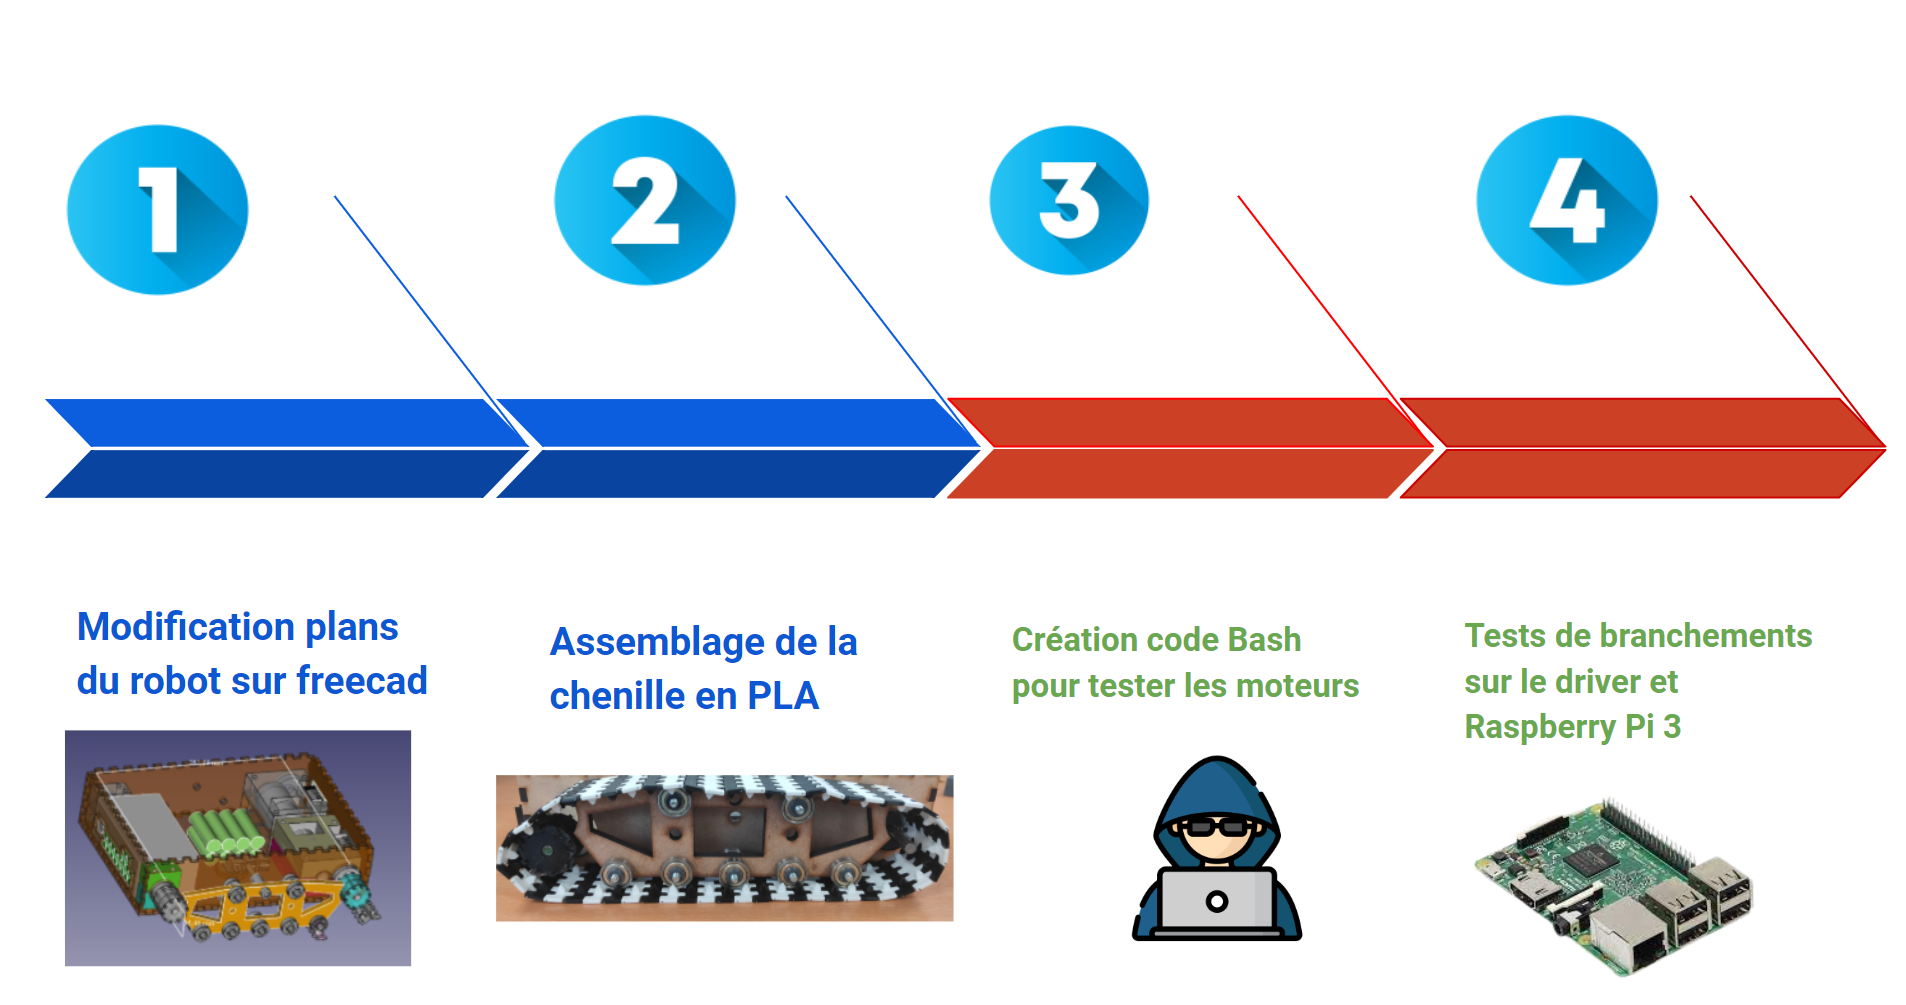 1
2
3
4
Modification plans
du robot sur freecad
Assemblage de la
chenille en PLA
Création code Bash
pour tester les moteurs
Tests de branchements
sur le driver et
Raspberry Pi 3